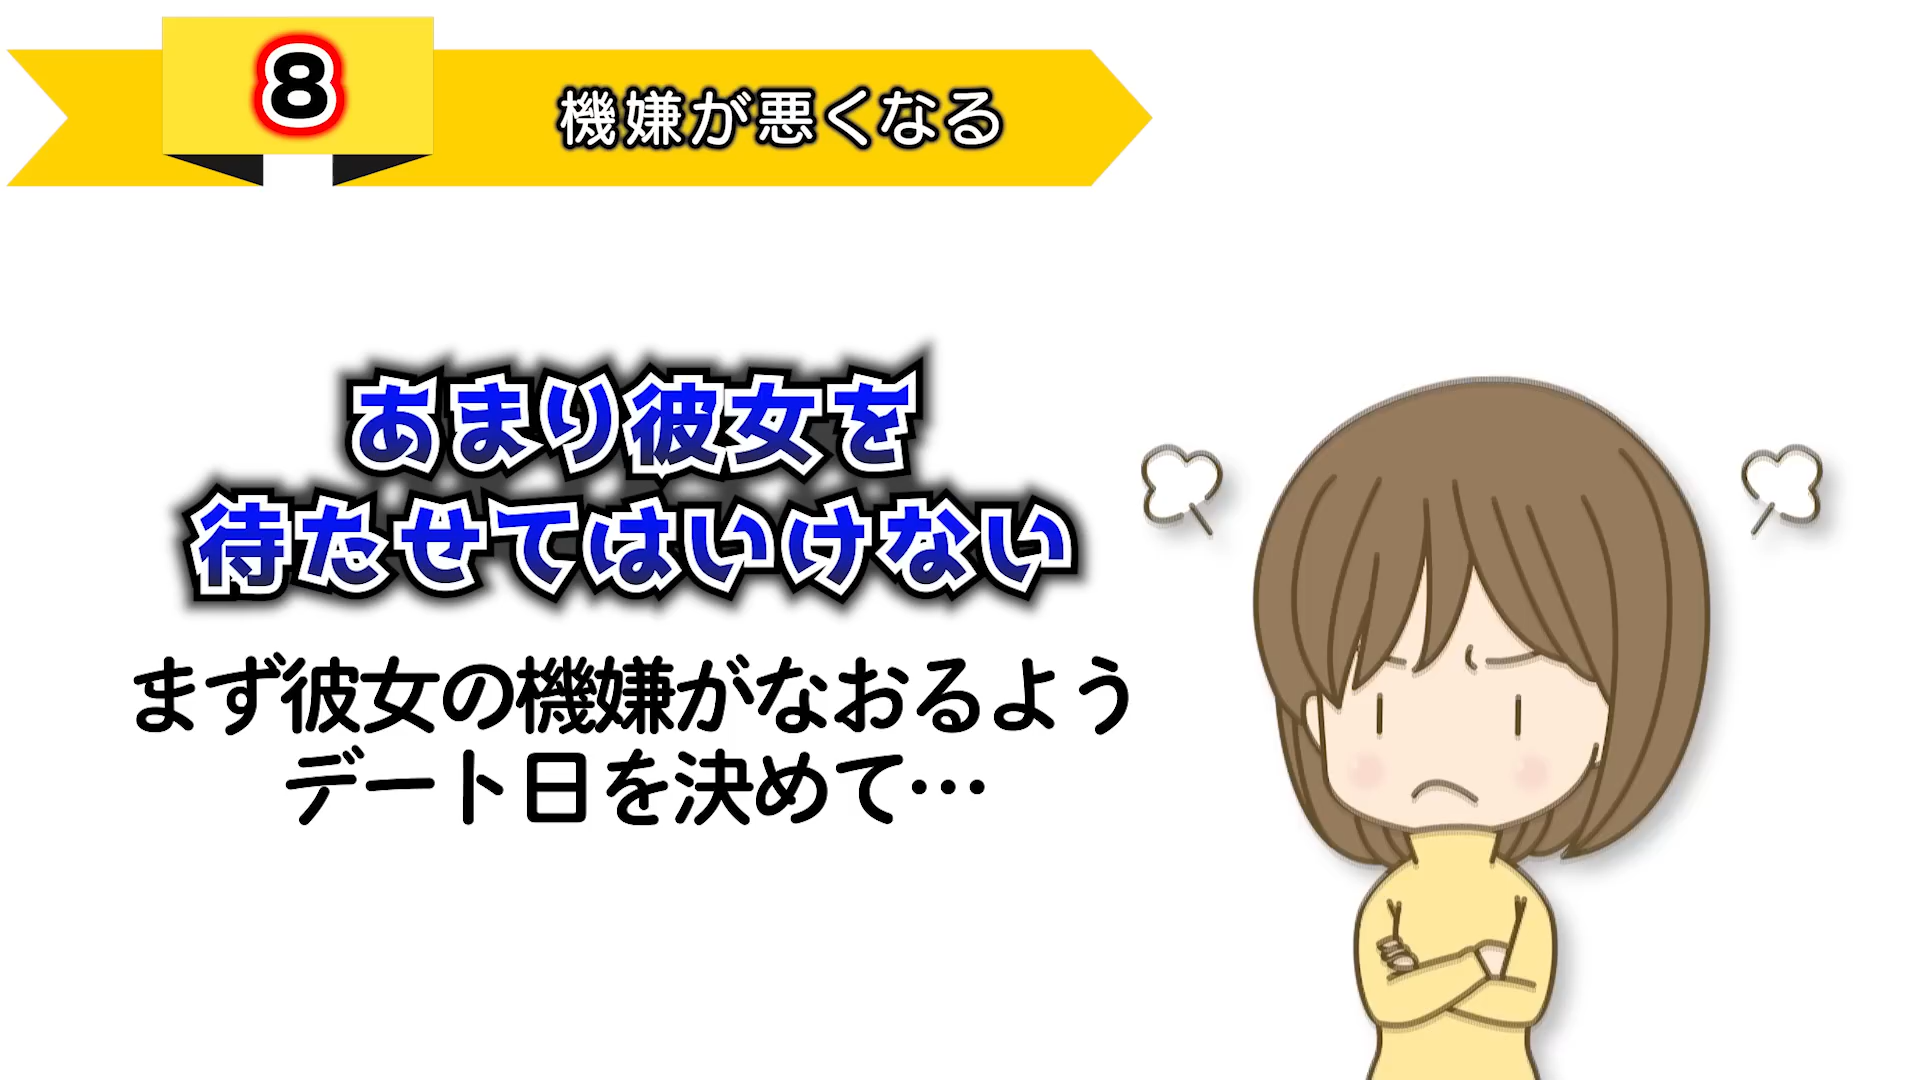 8
機嫌が悪くなる
あまり彼女を
待たせてはいけない
まず彼女の機嫌がなおるよう
デート日を決めて…